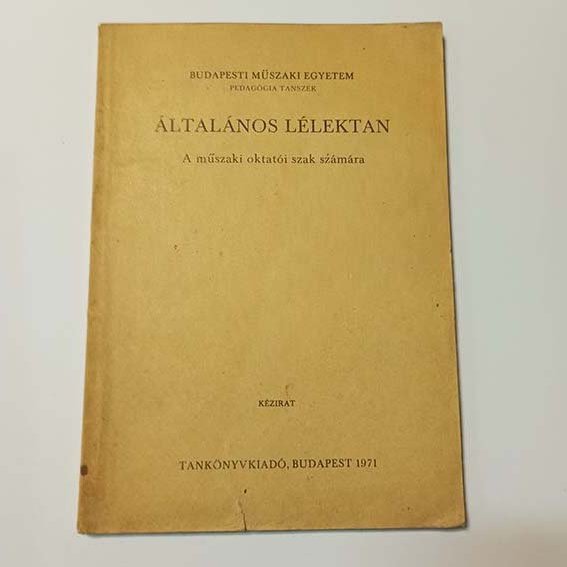 BUDAPESTI MŰSZAKI EGYETEM
PEDAGÓGIA TANSZÉK
ÁLTALÁNOS LÉLEKTAN
A műszaki oktatói szak számára
KÉZIRAT
TANKÖNYVKIADÓ, BUDAPEST 1971